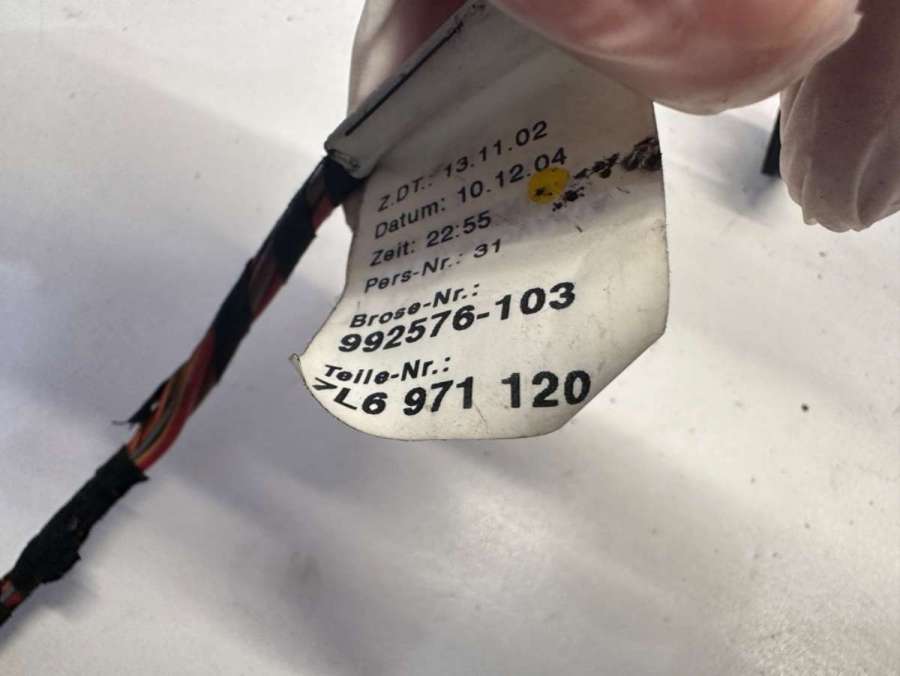 Z.DT.: 13.11.02
Datum: 10.12.04
Zeit: 22:55
Pers-Nr.: 31
Brose-Nr.:
992576-103
Teile-Nr.:
L6 971 120